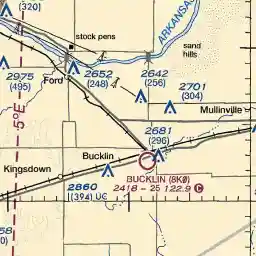 (320)
ARKANSAS
stock pens
sand
hills
2975
(495)
2652
(248)
2642
(256)
Ford
2701
(304)
Mullinville
5°E
2681
(296)
Bucklin
Kingsdown
BUCKLIN (8KØ)
2860
(394) UC
2418 - 25 122.9 C